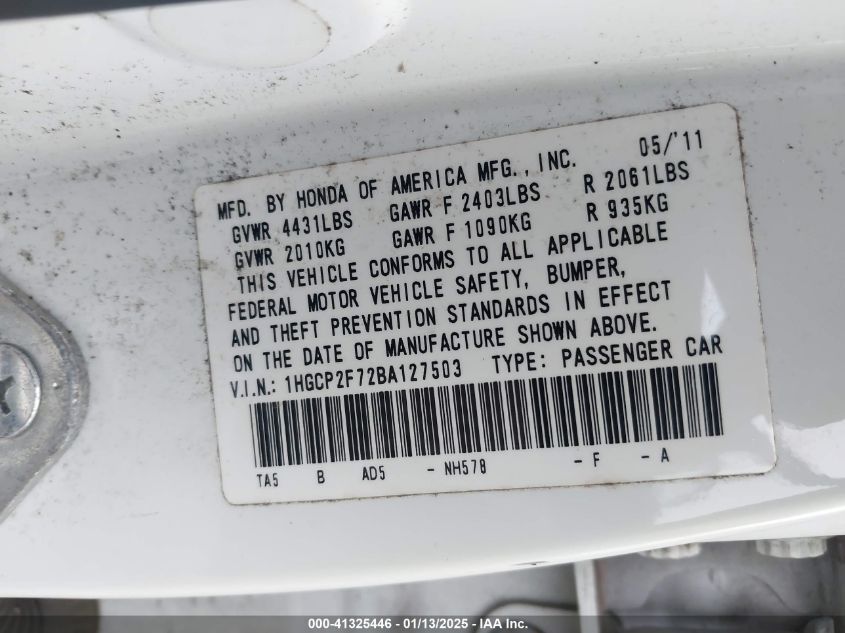 MFD. BY HONDA OF AMERICA MFG., INC. 05/'11
GVWR 4431LBS GAWR F 2403LBS R 2061LBS
GVWR 2010KG GAWR F 1090KG R 935KG
THIS VEHICLE CONFORMS TO ALL APPLICABLE
FEDERAL MOTOR VEHICLE SAFETY, BUMPER,
AND THEFT PREVENTION STANDARDS IN EFFECT
ON THE DATE OF MANUFACTURE SHOWN ABOVE.
V.I.N.: 1HGCP2F72BA127503 TYPE: PASSENGER CAR
TA5 B AD5 - NH578 - F - A
000-41325446 - 01/13/2025 - IAA Inc.